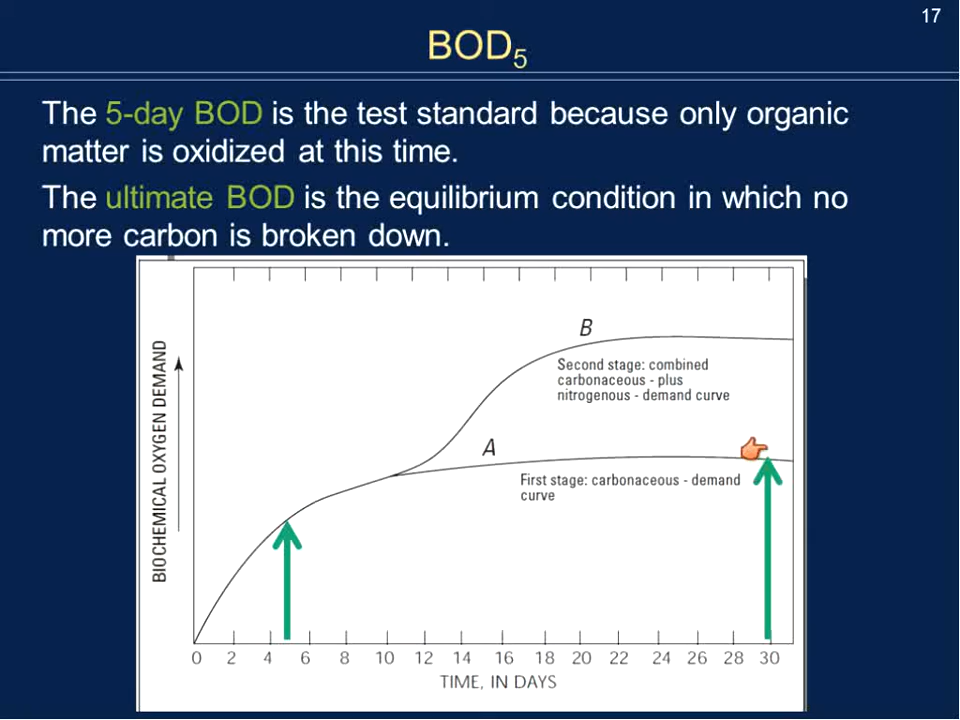 17
BOD5
The 5-day BOD is the test standard because only organic
matter is oxidized at this time.
The ultimate BOD is the equilibrium condition in which no
more carbon is broken down.
BIOCHEMICAL OXYGEN DEMAND
B
Second stage: combined
carbonaceous - plus
nitrogenous - demand curve
A
First stage: carbonaceous - demand
curve
0 2 4 6 8 10 12 14 16 18 20 22 24 26 28 30
TIME, IN DAYS